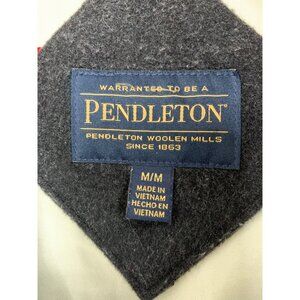 WARRANTED TO BE A
PENDLETON®
PENDLETON WOOLEN MILLS
SINCE 1863
M/M
MADE IN
VIETNAM
HECHO EN
VIETNAM